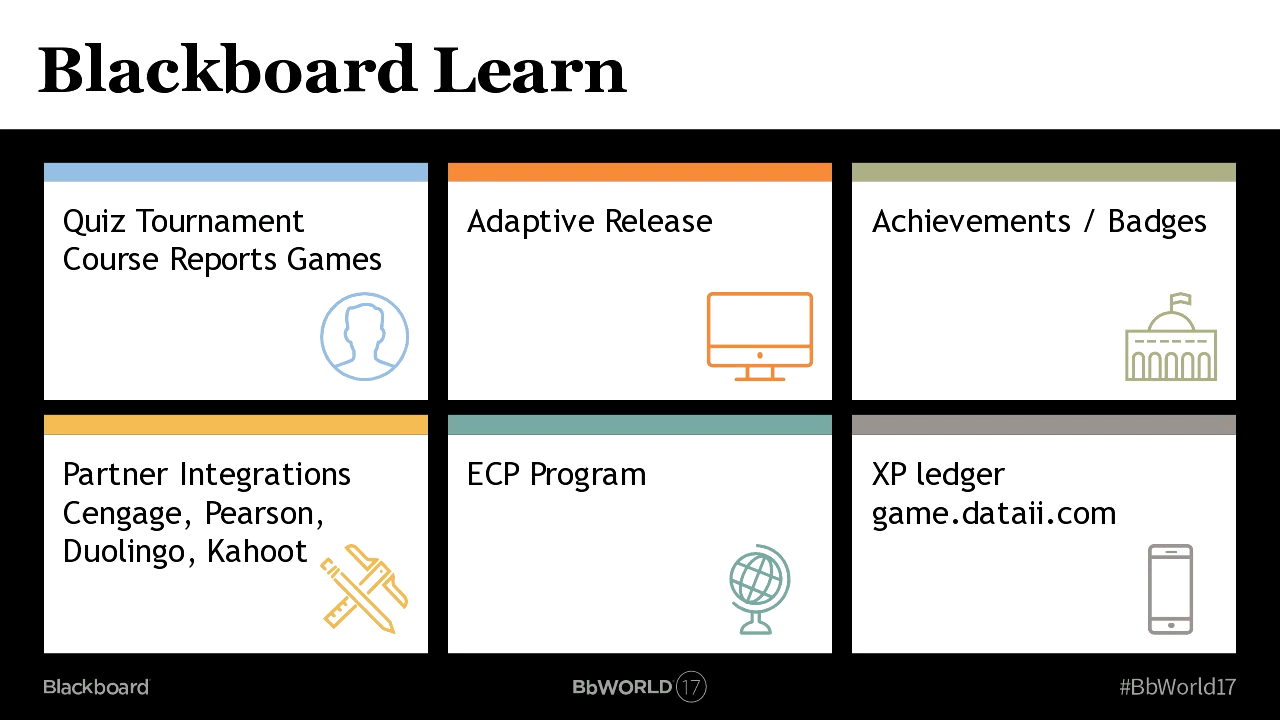 Blackboard Learn
Quiz Tournament
Course Reports Games
Adaptive Release
Achievements / Badges
Partner Integrations
Cengage, Pearson,
Duolingo, Kahoot
ECP Program
XP ledger
game.dataii.com
Blackboard
BbWORLD 17
#BbWorld17